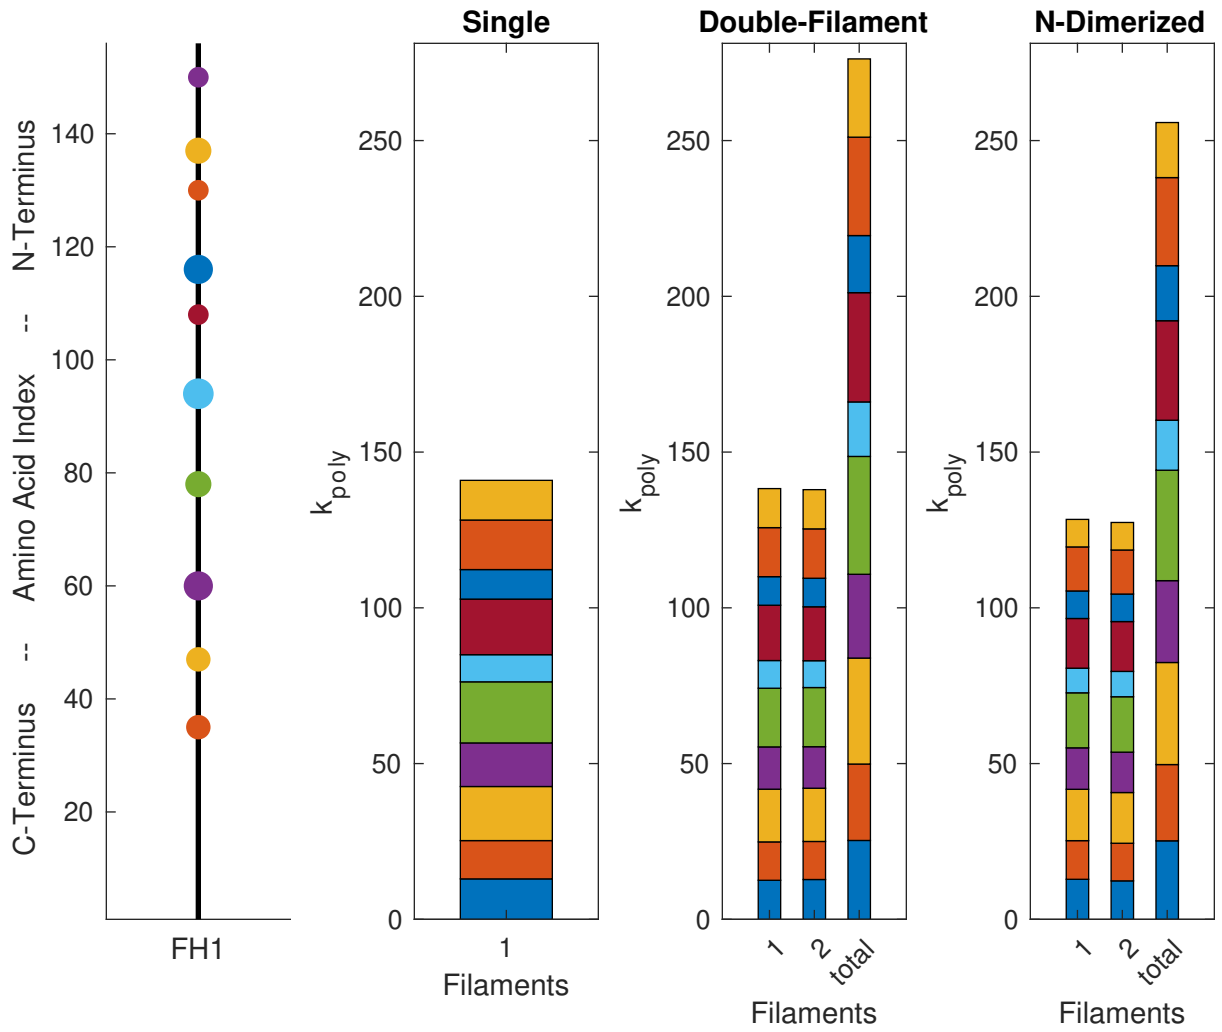 Single
Double-Filament
N-Dimerized
C-Terminus -- Amino Acid Index -- N-Terminus
140
120
100
80
60
40
20
FH1
k_poly
250
200
150
100
50
0
1
Filaments
k_poly
250
200
150
100
50
0
1
2
total
Filaments
k_poly
250
200
150
100
50
0
1
2
total
Filaments